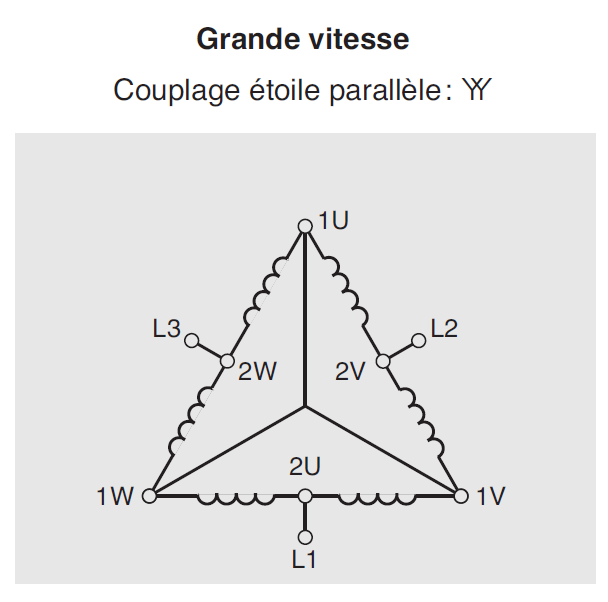 Grande vitesse
Couplage étoile parallèle : YY
1U
L3
L2
2W
2V
2U
1W
1V
L1